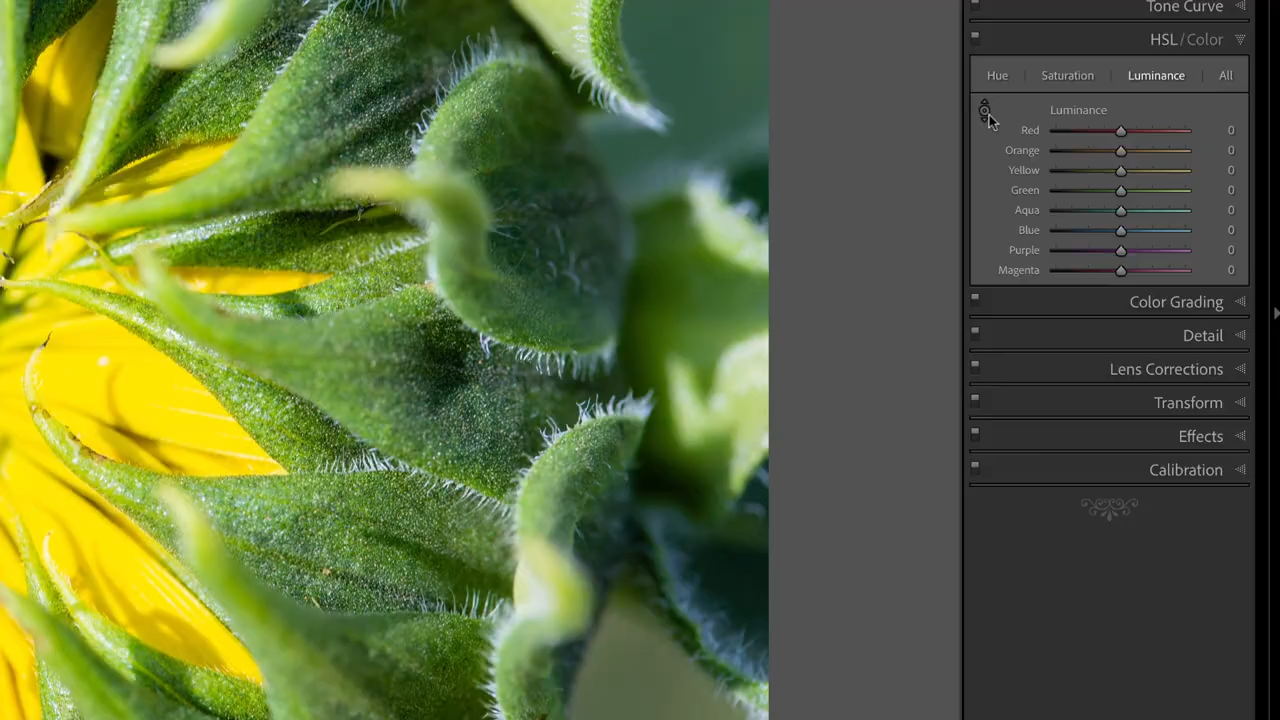 Tone Curve
HSL / Color
Hue | Saturation | Luminance | All
Luminance
Red 0
Orange 0
Yellow 0
Green 0
Aqua 0
Blue 0
Purple 0
Magenta 0
Color Grading
Detail
Lens Corrections
Transform
Effects
Calibration